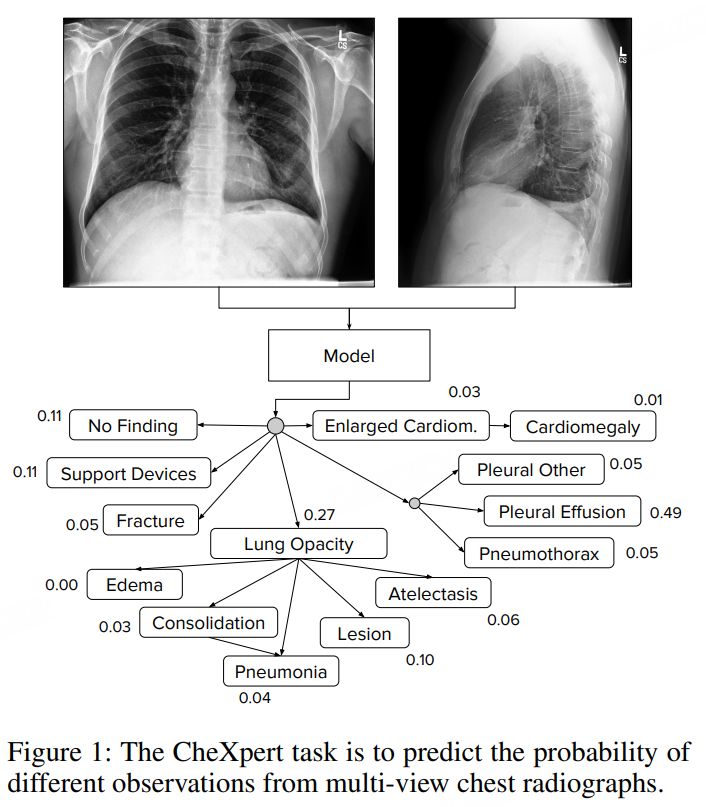 L
CS
L
CS
Model
0.03
0.01
0.11 No Finding
Enlarged Cardiom.
Cardiomegaly
0.11 Support Devices
Pleural Other 0.05
0.05 Fracture
Pleural Effusion 0.49
0.27
Lung Opacity
Pneumothorax 0.05
0.00 Edema
Atelectasis
0.06
0.03 Consolidation
Lesion
0.10
Pneumonia
0.04
Figure 1: The CheXpert task is to predict the probability of
different observations from multi-view chest radiographs.